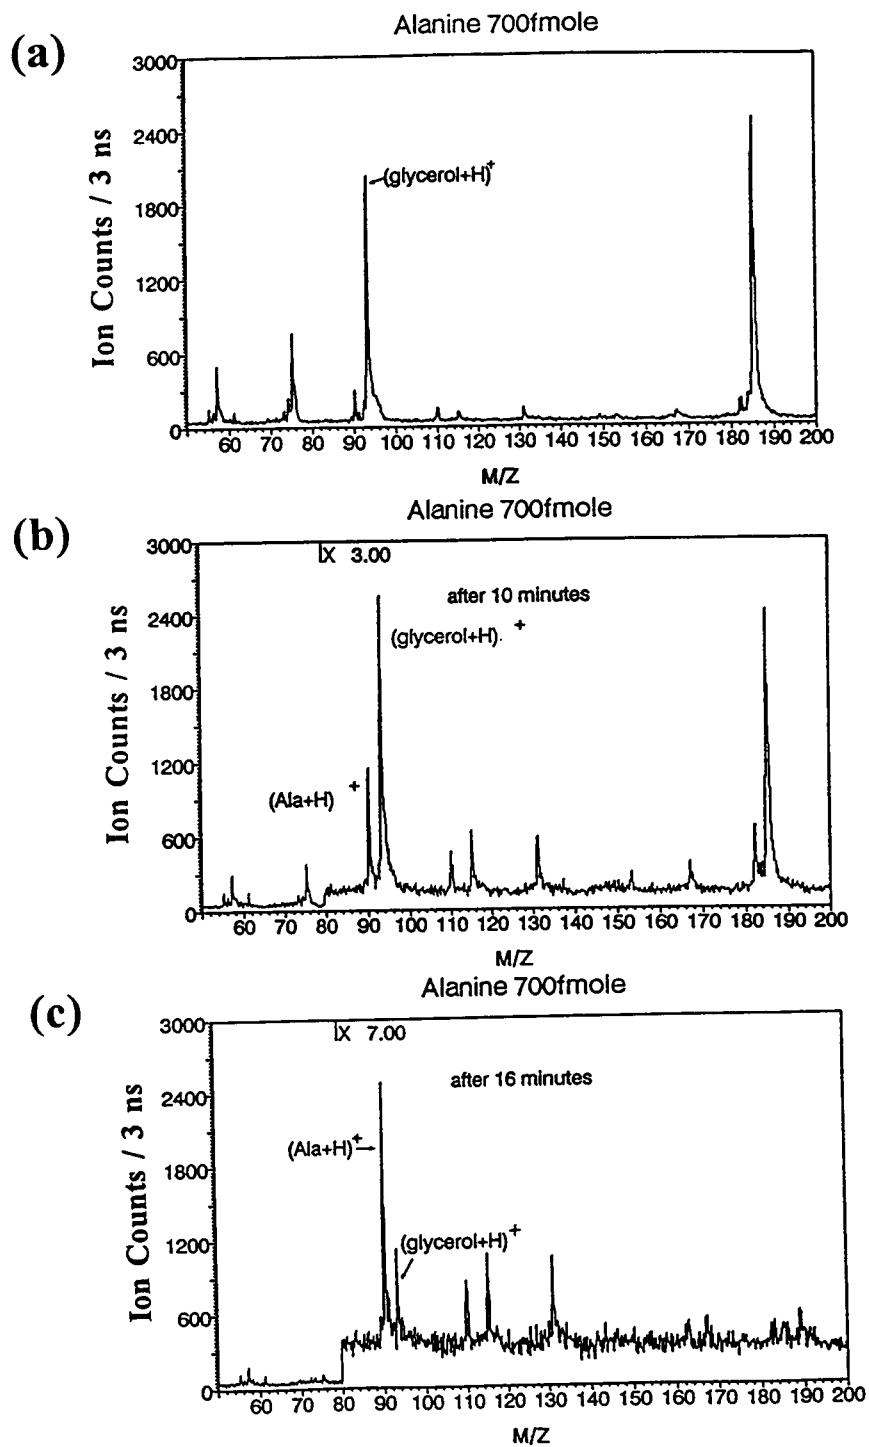 Alanine 700fmole
(a)
3000
2400
1800
1200
600
0
Ion Counts / 3 ns
(glycerol+H)+
60 70 80 90 100 110 120 130 140 150 160 170 180 190 200
M/Z
Alanine 700fmole
(b)
3000
2400
1800
1200
600
0
Ion Counts / 3 ns
X 3.00
after 10 minutes
(glycerol+H). +
(Ala+H) +
60 70 80 90 100 110 120 130 140 150 160 170 180 190 200
M/Z
Alanine 700fmole
(c)
3000
2400
1800
1200
600
0
Ion Counts / 3 ns
X 7.00
after 16 minutes
(Ala+H)+
(glycerol+H)+
60 70 80 90 100 110 120 130 140 150 160 170 180 190 200
M/Z